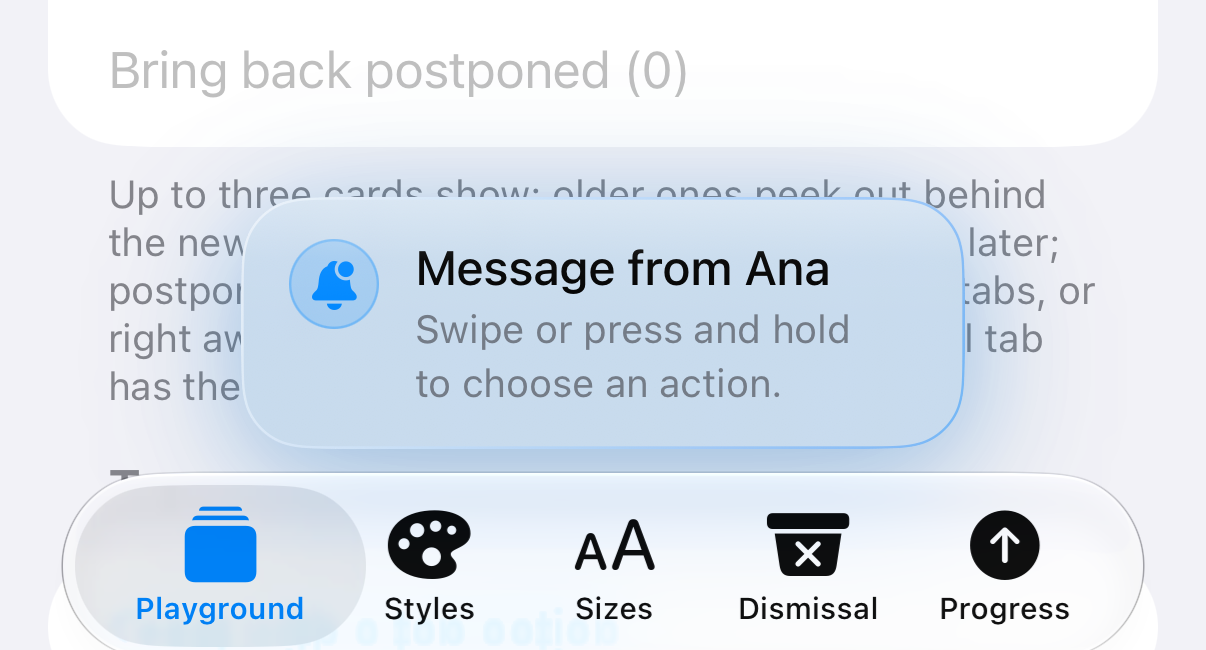 Bring back postponed (0)
Up to three cards show; older ones peek out behind
the new
later;
postpon
tabs, or
right aw
l tab
has the
Message from Ana
Swipe or press and hold
to choose an action.
Playground
Styles
Sizes
Dismissal
Progress